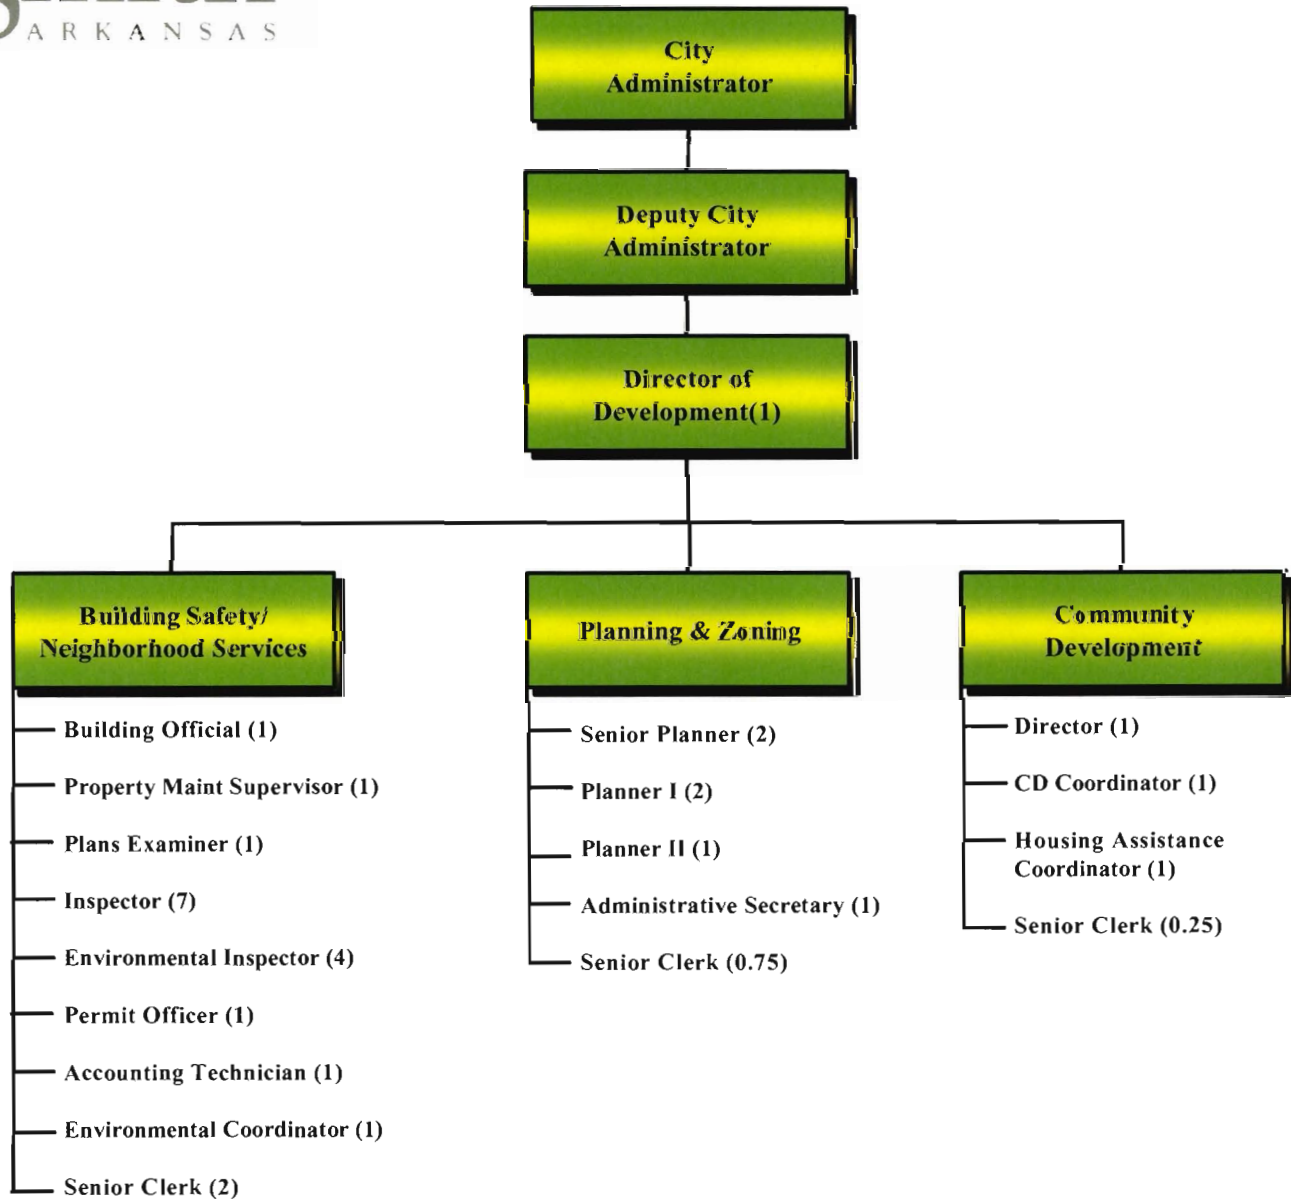 ARKANSAS
City
Administrator
Deputy City
Administrator
Director of
Development(1)
Building Safety/
Neighborhood Services
Building Official (1)
Property Maint Supervisor (1)
Plans Examiner (1)
Inspector (7)
Environmental Inspector (4)
Permit Officer (1)
Accounting Technician (1)
Environmental Coordinator (1)
Senior Clerk (2)
Planning & Zoning
Senior Planner (2)
Planner I (2)
Planner II (1)
Administrative Secretary (1)
Senior Clerk (0.75)
Community
Development
Director (1)
CD Coordinator (1)
Housing Assistance
Coordinator (1)
Senior Clerk (0.25)